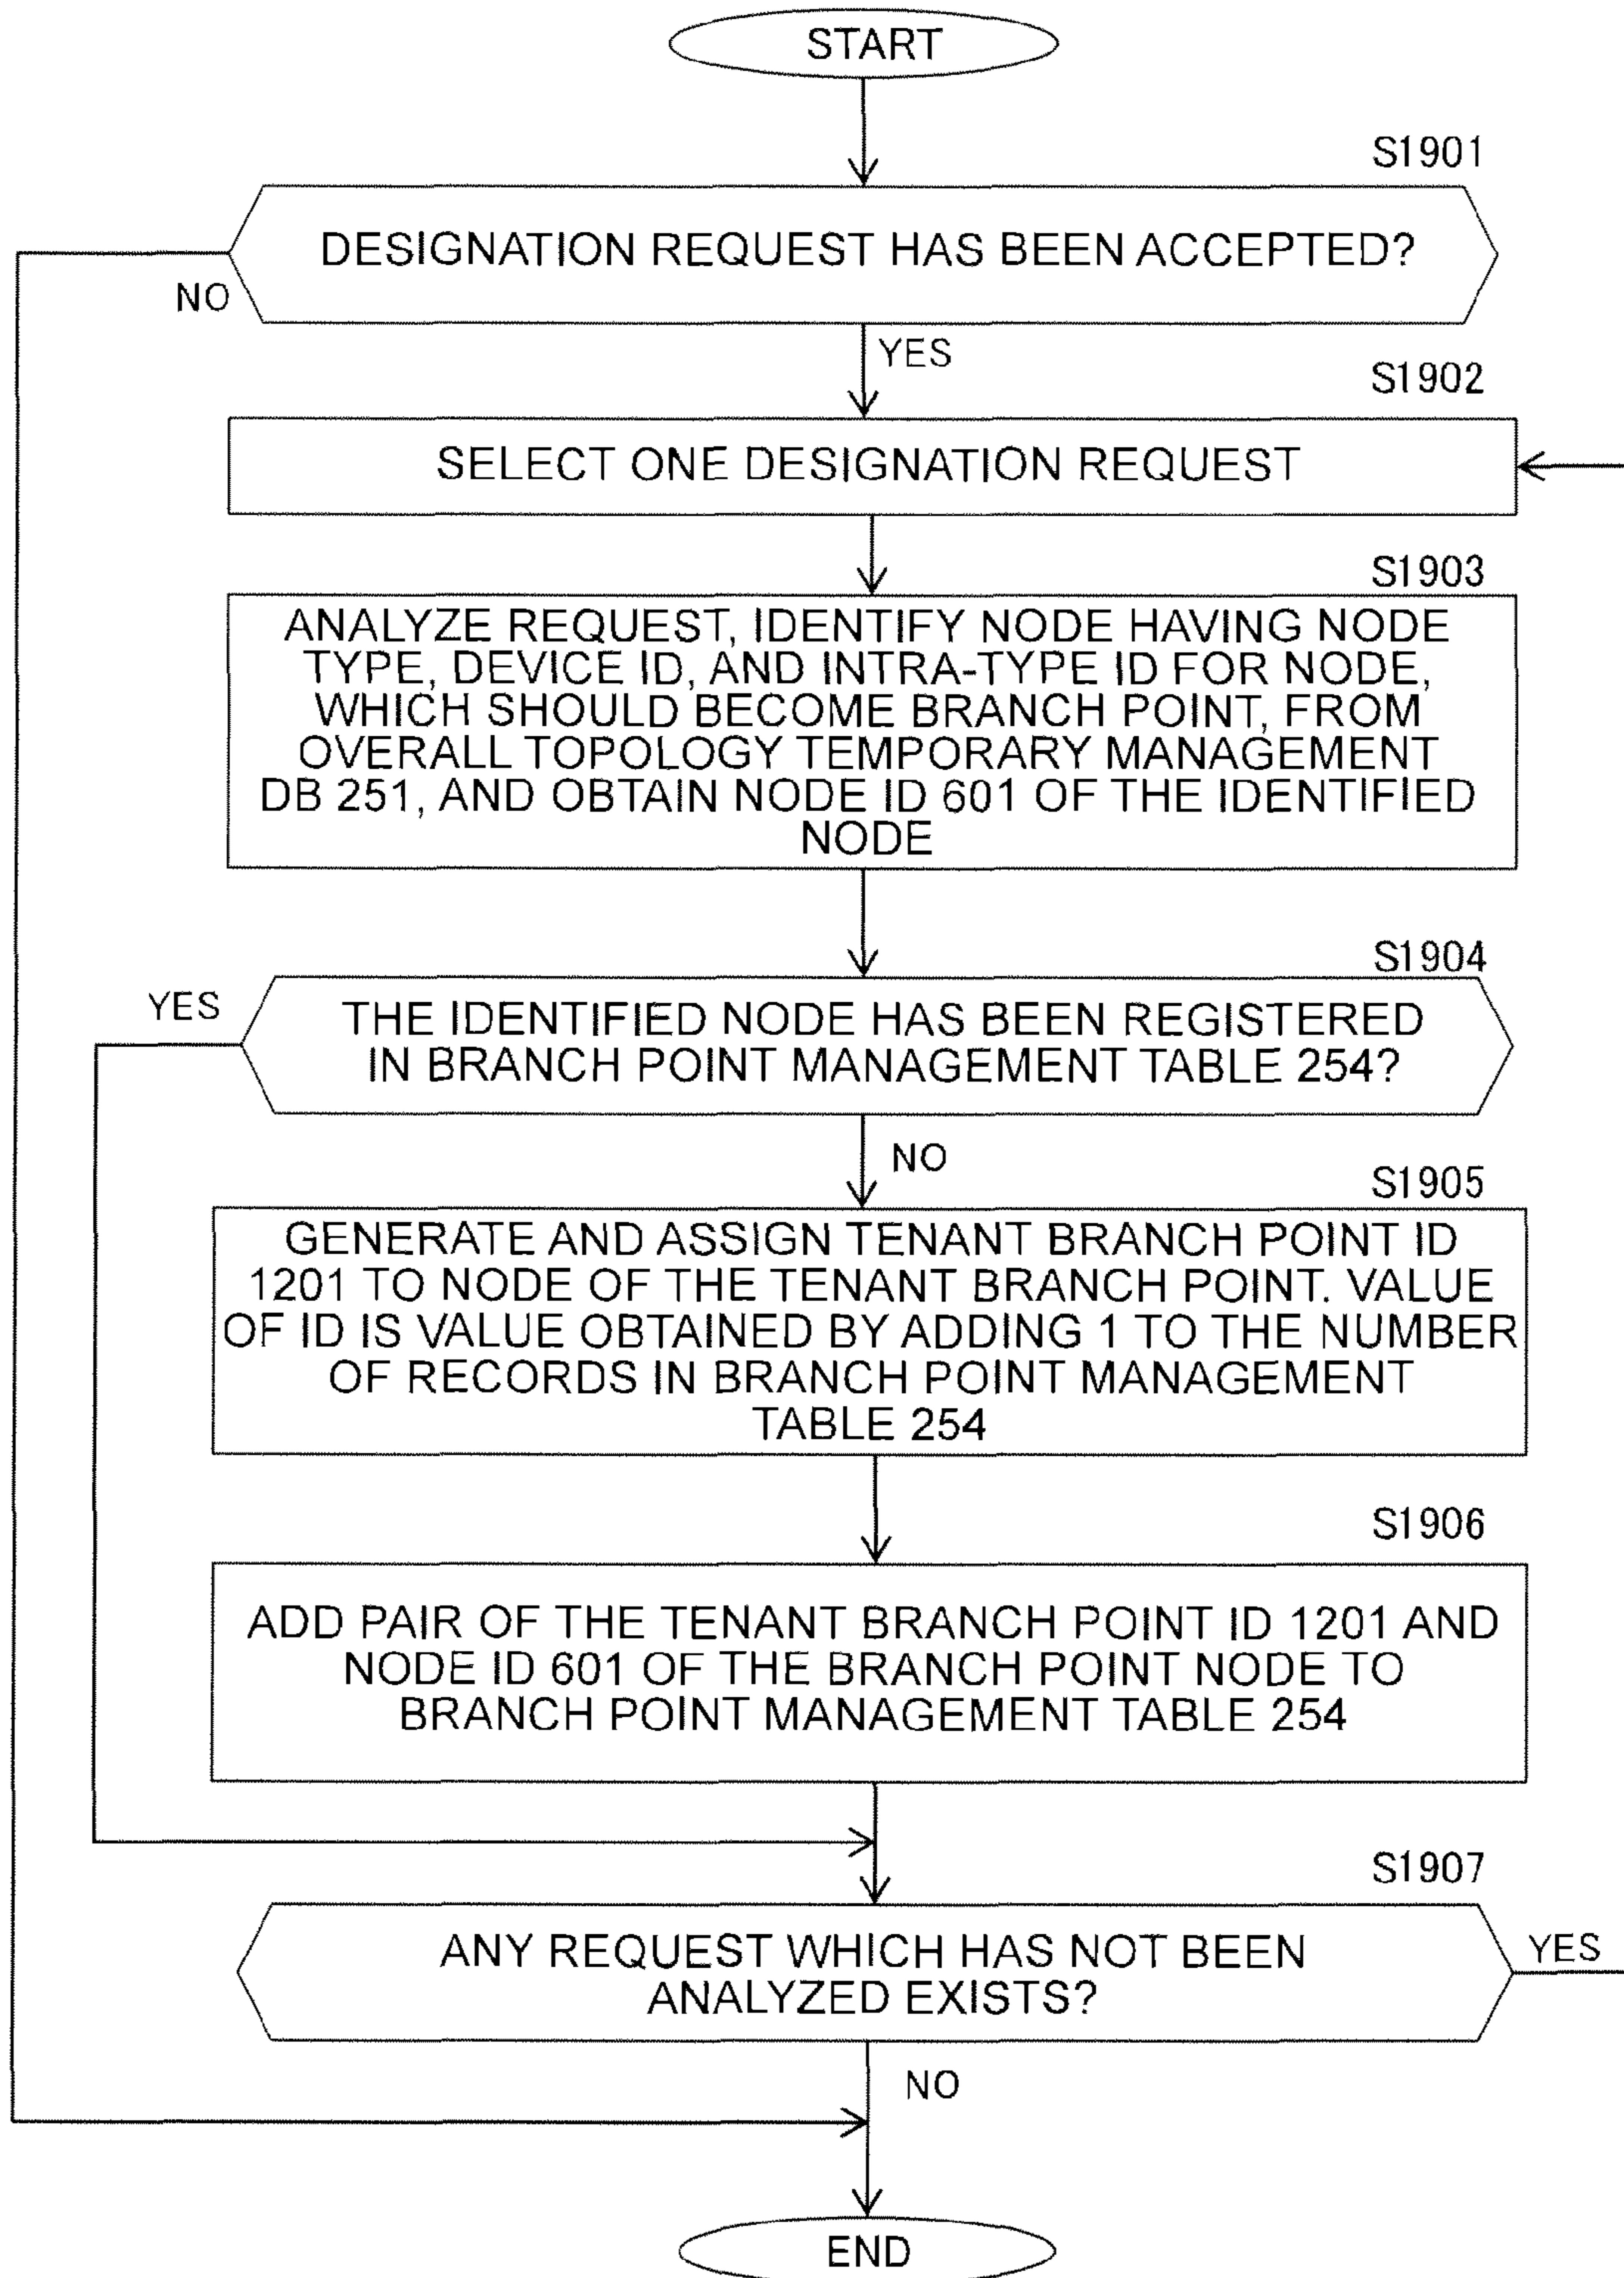 START
S1901
DESIGNATION REQUEST HAS BEEN ACCEPTED?
NO
YES
S1902
SELECT ONE DESIGNATION REQUEST
S1903
ANALYZE REQUEST, IDENTIFY NODE HAVING NODE
TYPE, DEVICE ID, AND INTRA-TYPE ID FOR NODE,
WHICH SHOULD BECOME BRANCH POINT, FROM
OVERALL TOPOLOGY TEMPORARY MANAGEMENT
DB 251, AND OBTAIN NODE ID 601 OF THE IDENTIFIED
NODE
S1904
YES
THE IDENTIFIED NODE HAS BEEN REGISTERED
IN BRANCH POINT MANAGEMENT TABLE 254?
NO
S1905
GENERATE AND ASSIGN TENANT BRANCH POINT ID
1201 TO NODE OF THE TENANT BRANCH POINT. VALUE
OF ID IS VALUE OBTAINED BY ADDING 1 TO THE NUMBER
OF RECORDS IN BRANCH POINT MANAGEMENT
TABLE 254
S1906
ADD PAIR OF THE TENANT BRANCH POINT ID 1201 AND
NODE ID 601 OF THE BRANCH POINT NODE TO
BRANCH POINT MANAGEMENT TABLE 254
S1907
ANY REQUEST WHICH HAS NOT BEEN
ANALYZED EXISTS?
YES
NO
END